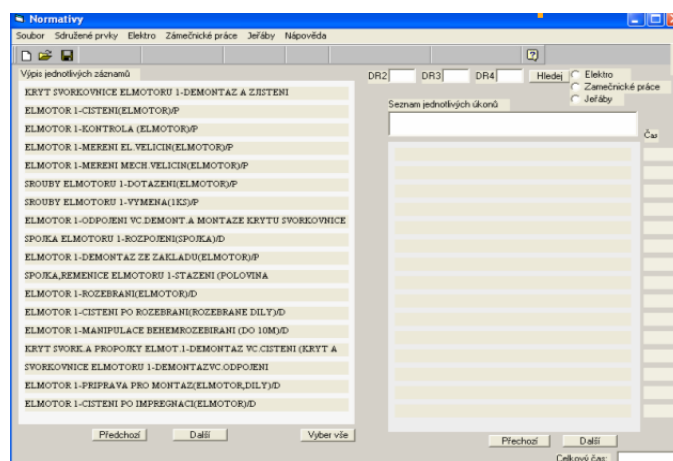 Normativy
Soubor Sdružené prvky Elektro Zámečnické práce Jeřáby Nápověda
Výpis jednotlivých záznamů
DR2 DR3 DR4 Hledej Elektro
Zamečnické práce
Jeřáby
Seznam jednotlivých úkonů
Čas
KRYT SVORKOVNICE ELMOTORU 1-DEMONTAZ A ZJISTENI
ELMOTOR 1-CISTENI(ELMOTOR)/P
ELMOTOR 1-KONTROLA (ELMOTOR)/P
ELMOTOR 1-MERENI EL.VELICIN(ELMOTOR)/P
ELMOTOR 1-MERENI MECH.VELICIN(ELMOTOR)/P
SROUBY ELMOTORU 1-DOTAZENI(ELMOTOR)/P
SROUBY ELMOTORU 1-VYMENA(1KS)/P
ELMOTOR 1-ODPOJENI VC.DEMONT.A MONTAZE KRYTU SVORKOVNICE
SPOJKA ELMOTORU 1-ROZPOJENI(SPOJKA)/D
ELMOTOR 1-DEMONTAZ ZE ZAKLADU(ELMOTOR)/P
SPOJKA,REMENICE ELMOTORU 1-STAZENI (POLOVINA
ELMOTOR 1-ROZEBRANI(ELMOTOR)/D
ELMOTOR 1-CISTENI PO ROZEBRANI(ROZEBRANE DILY)/D
ELMOTOR 1-MANIPULACE BEHEMROZEBIRANI (DO 10M)/D
KRYT SVORK.A PROPOJKY ELMOT.1-DEMONTAZ VC.CISTENI (KRYT A
SVORKOVNICE ELMOTORU 1-DEMONTAZVC.ODPOJENI
ELMOTOR 1-PRIPRAVA PRO MONTAZ(ELMOTOR,DILY)/D
ELMOTOR 1-CISTENI PO IMPREGNACI(ELMOTOR)/D
Předchozí Další Vyber vše
Přechozí Další
Celkový čas: